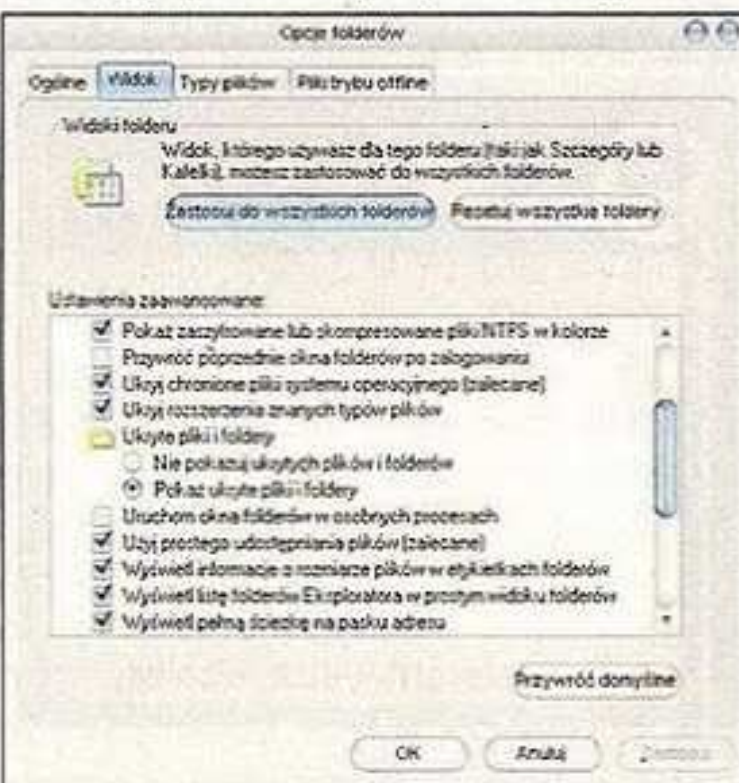 Opcje folderów
Ogólne Widok Typy plików Pliki trybu offline
Widoki folderu
Widok, którego używasz dla tego folderu (taki jak Szczegóły lub
Kafelki), możesz zastosować do wszystkich folderów.
Zastosuj do wszystkich folderów Resetuj wszystkie foldery
Ustawienia zaawansowane:
Pokaż zaszyfrowane lub skompresowane pliki NTFS w kolorze
Przywróć poprzednie okna folderów po zalogowaniu
Ukryj chronione pliki systemu operacyjnego (zalecane)
Ukryj rozszerzenia znanych typów plików
Ukryte pliki i foldery
Nie pokazuj ukrytych plików i folderów
Pokaż ukryte pliki i foldery
Uruchom okna folderów w osobnych procesach
Użyj prostego udostępniania plików (zalecane)
Wyświetl informacje o rozmiarze plików w etykietkach folderów
Wyświetl listę folderów Eksploratora w prostym widoku folderów
Wyświetl pełną ścieżkę na pasku adresu
Przywróć domyślne
OK Anuluj Zastosuj